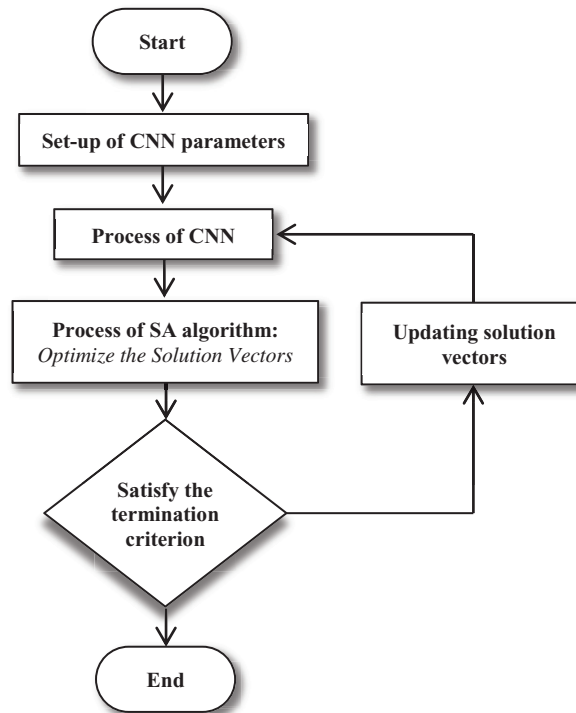 Start
Set-up of CNN parameters
Process of CNN
Process of SA algorithm:
Optimize the Solution Vectors
Updating solution
vectors
Satisfy the
termination
criterion
End